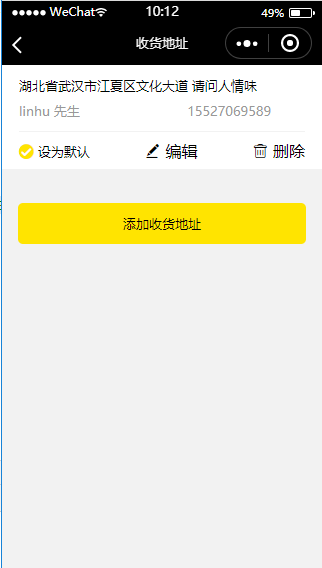 WeChat 10:12 49%
收货地址
湖北省武汉市江夏区文化大道 请问人情味
linhu 先生 15527069589
设为默认 编辑 删除
添加收货地址